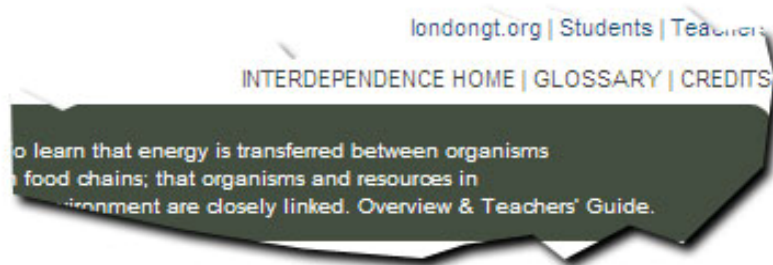 londongt.org | Students | Teachers
INTERDEPENDENCE HOME | GLOSSARY | CREDITS
o learn that energy is transferred between organisms
food chains; that organisms and resources in
are closely linked. Overview & Teachers' Guide.